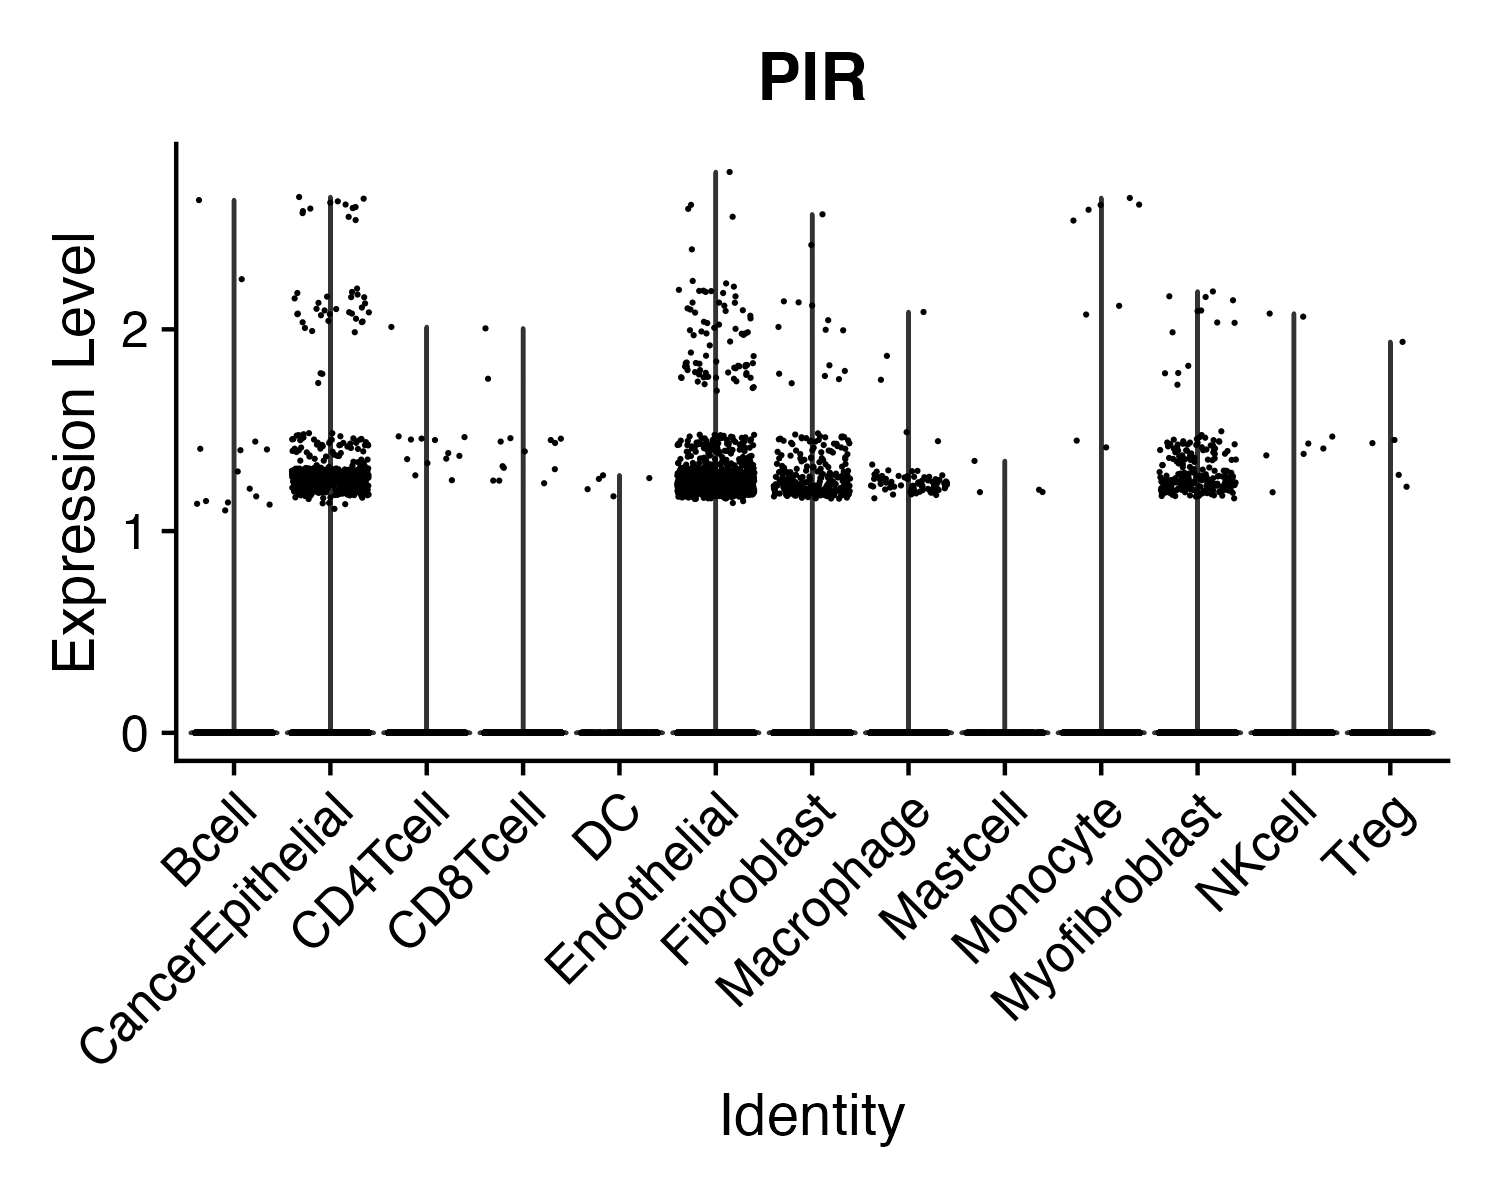 PIR
Expression Level
2
1
0
Bcell
CancerEpithelial
CD4Tcell
CD8Tcell
DC
Endothelial
Fibroblast
Macrophage
Mastcell
Monocyte
Myofibroblast
NKcell
Treg
Identity